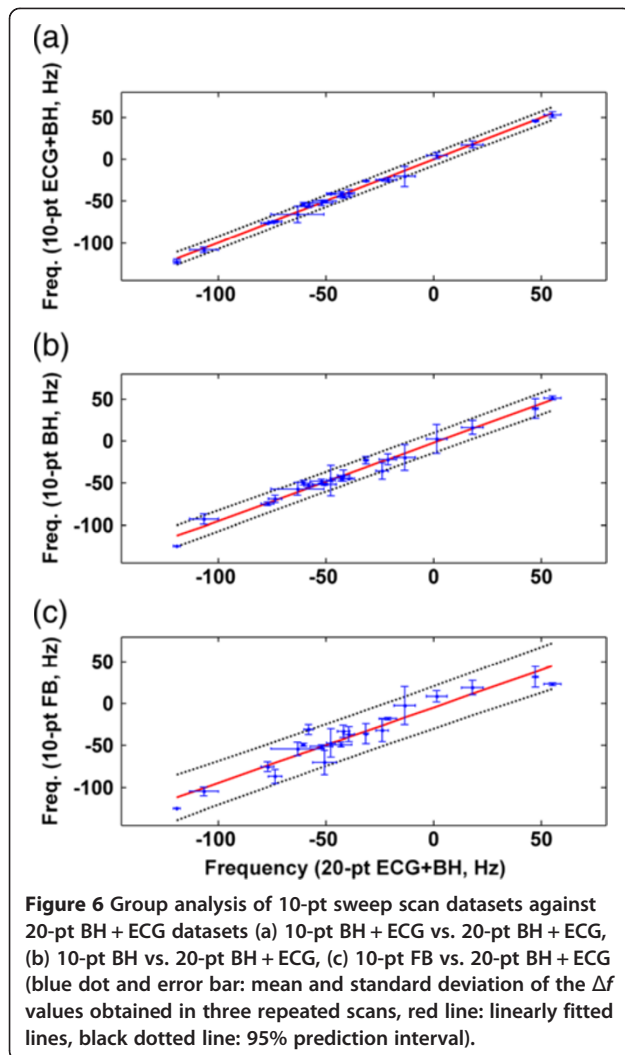 (a)
Freq. (10-pt ECG+BH, Hz)
50
0
-50
-100
-100 -50 0 50
(b)
Freq. (10-pt BH, Hz)
50
0
-50
-100
-100 -50 0 50
(c)
Freq. (10-pt FB, Hz)
50
0
-50
-100
-100 -50 0 50
Frequency (20-pt ECG+BH, Hz)
Figure 6 Group analysis of 10-pt sweep scan datasets against
20-pt BH + ECG datasets (a) 10-pt BH + ECG vs. 20-pt BH + ECG,
(b) 10-pt BH vs. 20-pt BH + ECG, (c) 10-pt FB vs. 20-pt BH + ECG
(blue dot and error bar: mean and standard deviation of the Δf
values obtained in three repeated scans, red line: linearly fitted
lines, black dotted line: 95% prediction interval).